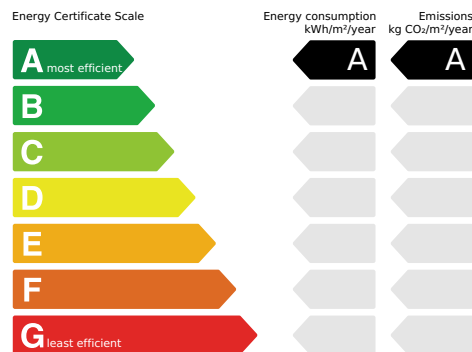 Energy Certificate Scale
Energy consumption
kWh/m²/year
Emissions
kg CO₂/m²/year
A most efficient
A
A
B
C
D
E
F
G least efficient